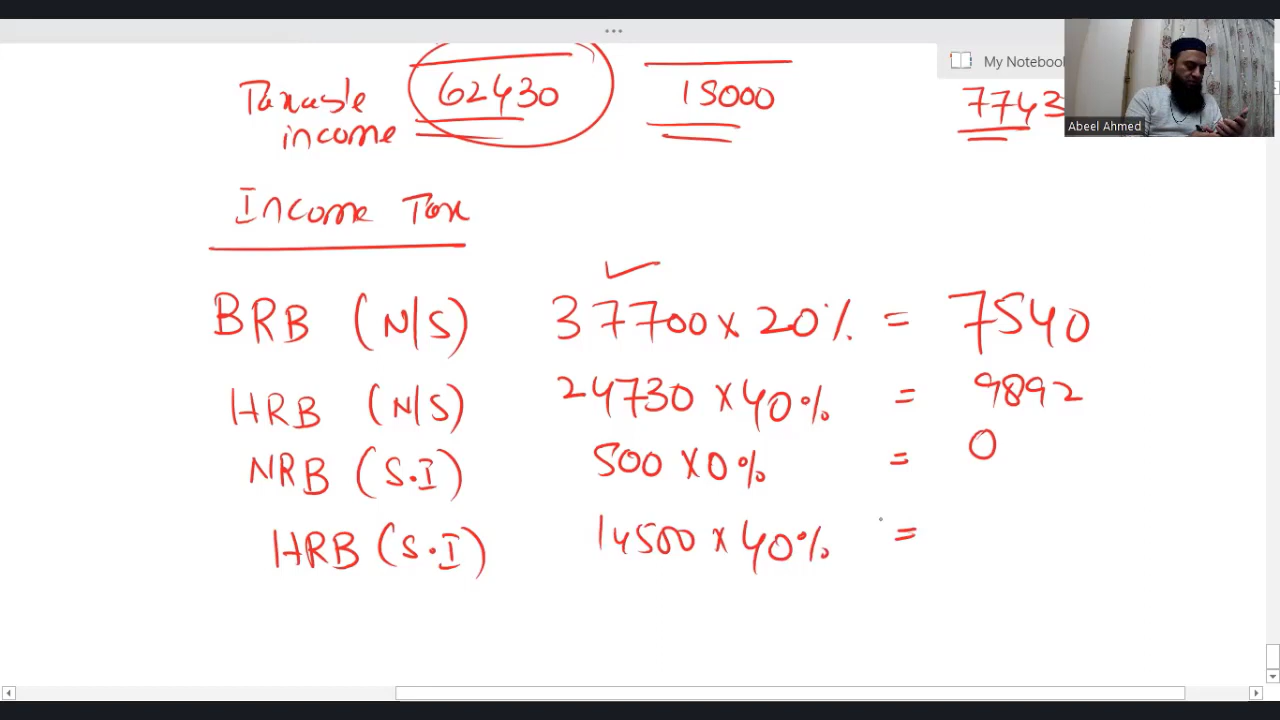 My Notebook
Taxable income 62430 15000 7743
Abeel Ahmed
Income Tax
BRB (N/S) 37700 x 20% = 7540
HRB (N/S) 24730 x 40% = 9892
NRB (S.I) 500 x 0% = 0
HRB (S.I) 14500 x 40% =